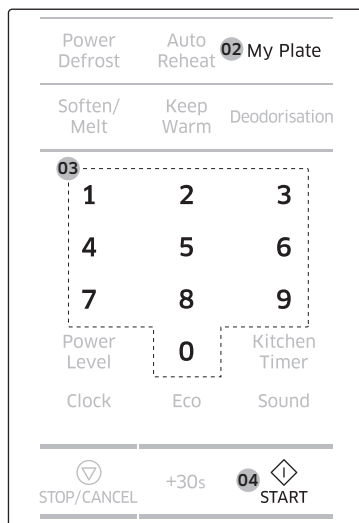 Power Auto 02 My Plate
Defrost Reheat
Soften/ Keep Deodorisation
Melt Warm
03
1 2 3
4 5 6
7 8 9
Power 0 Kitchen
Level Timer
Clock Eco Sound
+30s 04
STOP/CANCEL START